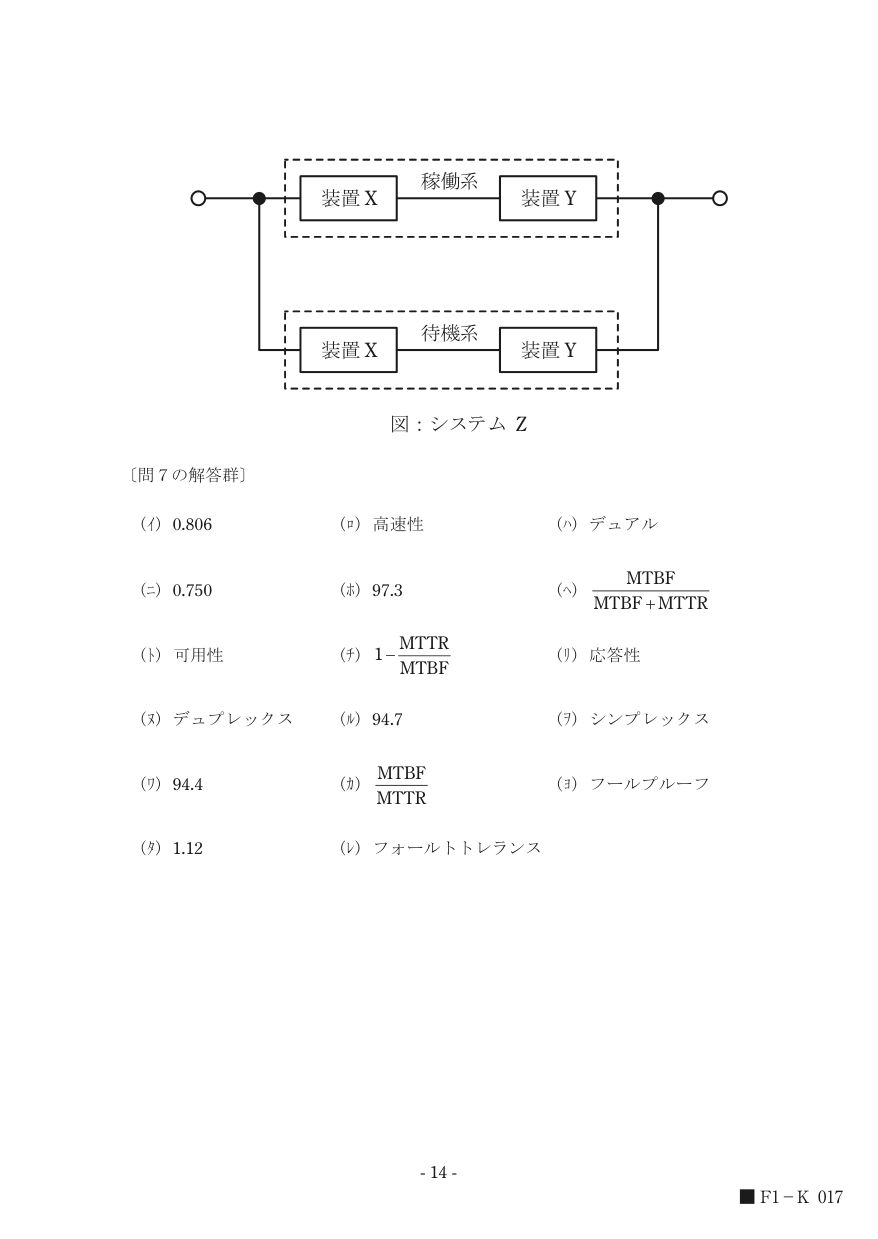 稼働系
装置 X 装置 Y
待機系
装置 X 装置 Y
図:システム Z
〔問7の解答群〕
(イ) 0.806 (ロ) 高速性 (ハ) デュアル
(ニ) 0.750 (ホ) 97.3 (ヘ) MTBF/(MTBF+MTTR)
(ト) 可用性 (チ) 1−MTTR/MTBF (リ) 応答性
(ヌ) デュプレックス (ル) 94.7 (ヲ) シンプレックス
(ワ) 94.4 (カ) MTBF/MTTR (ヨ) フールプルーフ
(タ) 1.12 (レ) フォールトトレランス
- 14 -
■ F1−K 017